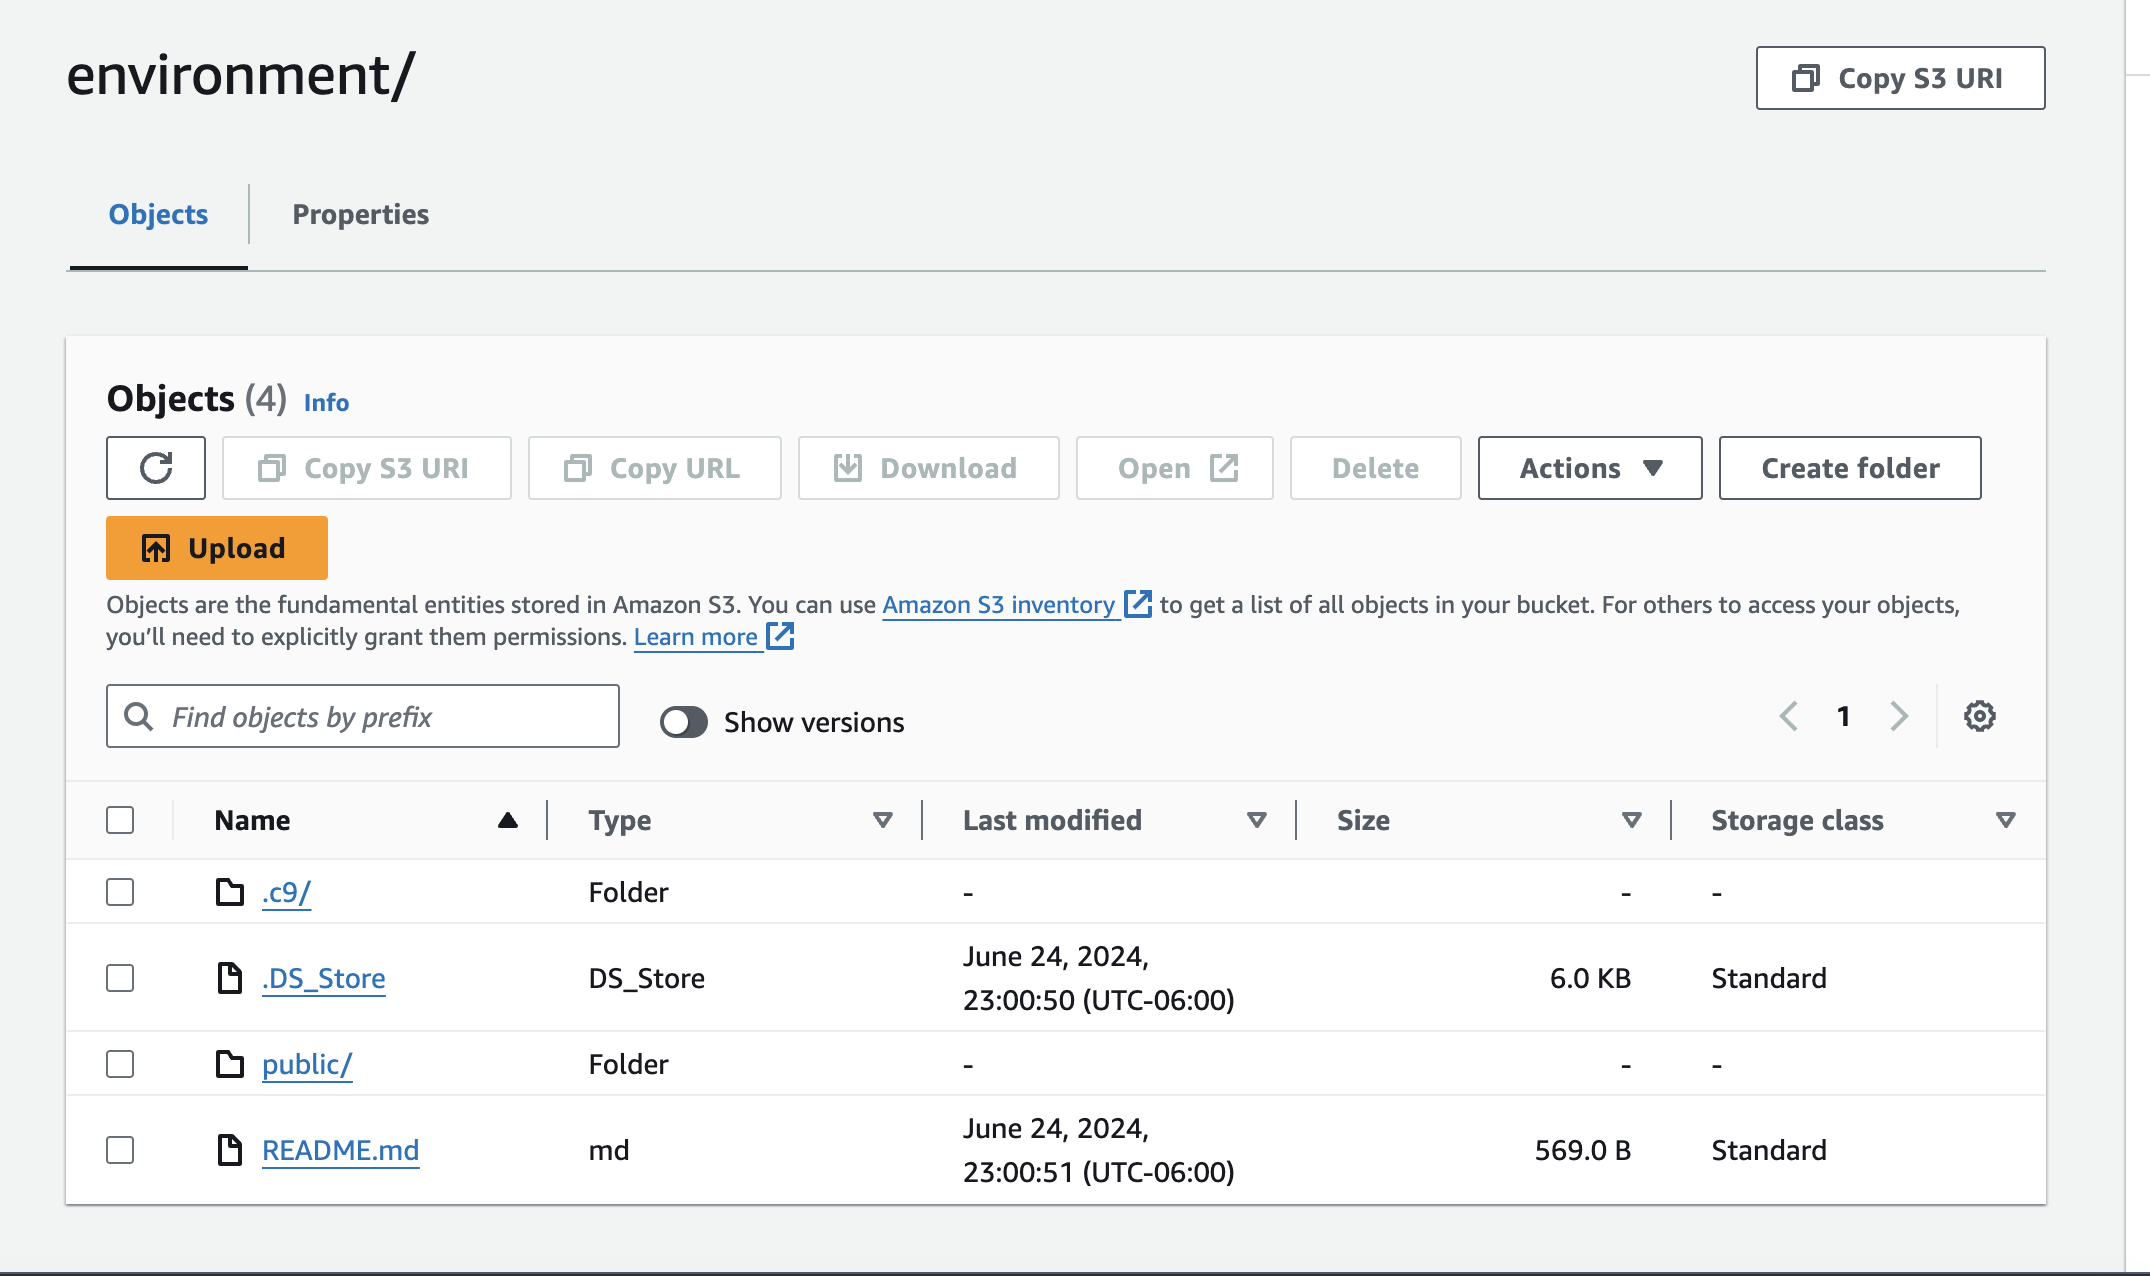 environment/
Copy S3 URI
Objects
Properties
Objects (4) Info
Copy S3 URI
Copy URL
Download
Open
Delete
Actions
Create folder
Upload
Objects are the fundamental entities stored in Amazon S3. You can use Amazon S3 inventory to get a list of all objects in your bucket. For others to access your objects,
you'll need to explicitly grant them permissions. Learn more
Find objects by prefix
Show versions
1
Name Type Last modified Size Storage class
.c9/ Folder - - -
.DS_Store DS_Store June 24, 2024, 23:00:50 (UTC-06:00) 6.0 KB Standard
public/ Folder - - -
README.md md June 24, 2024, 23:00:51 (UTC-06:00) 569.0 B Standard